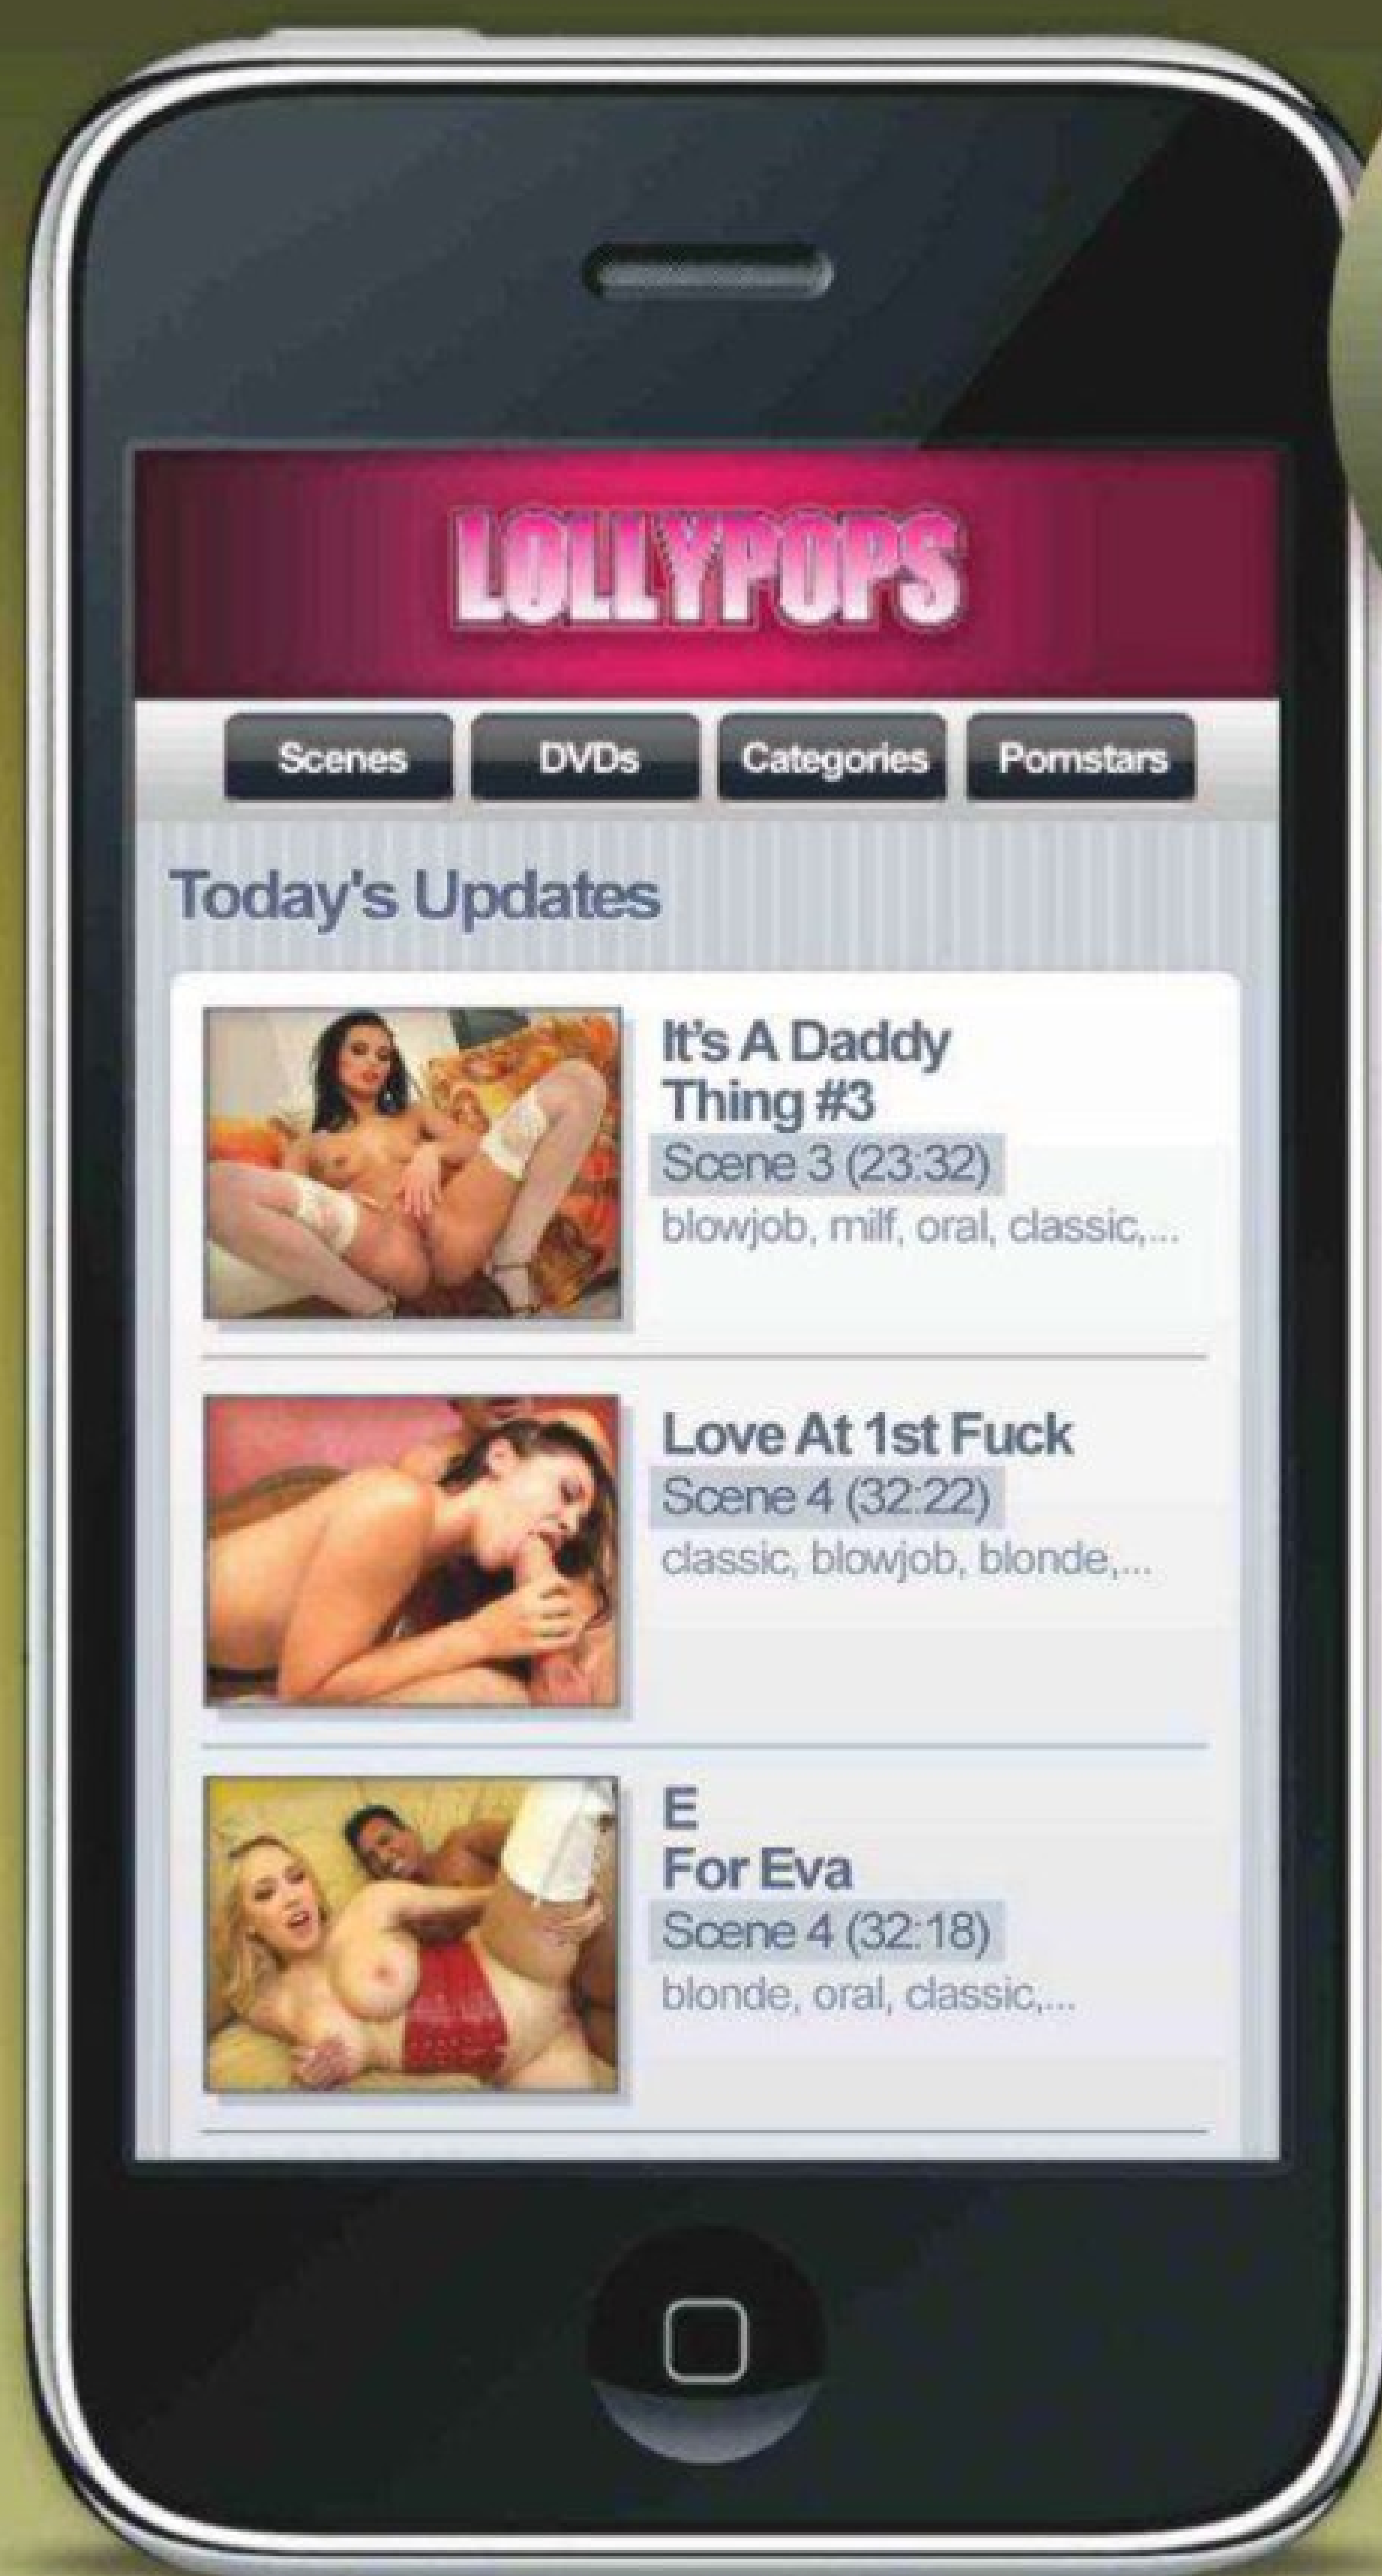 LOLLYPOPS
Scenes
DVDs
Categories
Pornstars
Today's Updates
It's A Daddy
Thing #3
Scene 3 (23:32)
blowjob, milf, oral, classic,...
Love At 1st Fuck
Scene 4 (32:22)
classic, blowjob, blonde,...
E
For Eva
Scene 4 (32:18)
blonde, oral, classic,...